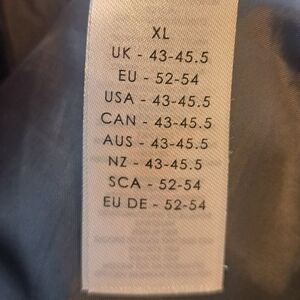 XL
UK - 43-45.5
EU - 52-54
USA - 43-45.5
CAN - 43-45.5
AUS - 43-45.5
NZ - 43-45.5
SCA - 52-54
EU DE - 52-54